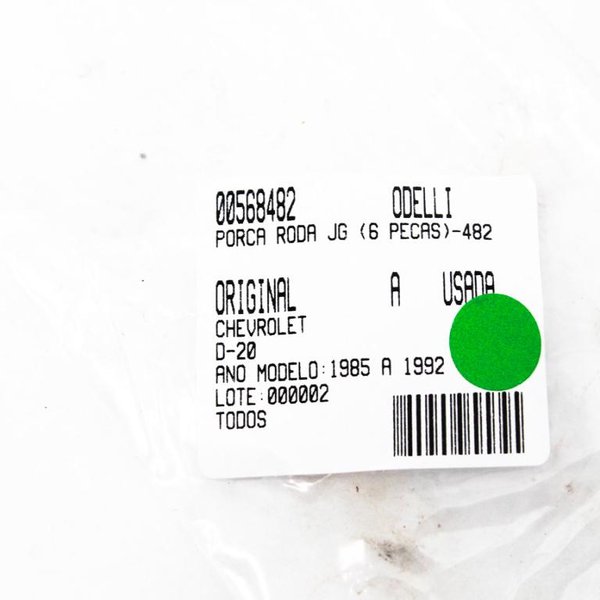 00568482 ODELLI
PORCA RODA JG (6 PECAS)-482
ORIGINAL A USADA
CHEVROLET
D-20
ANO MODELO:1985 A 1992
LOTE:000002
TODOS